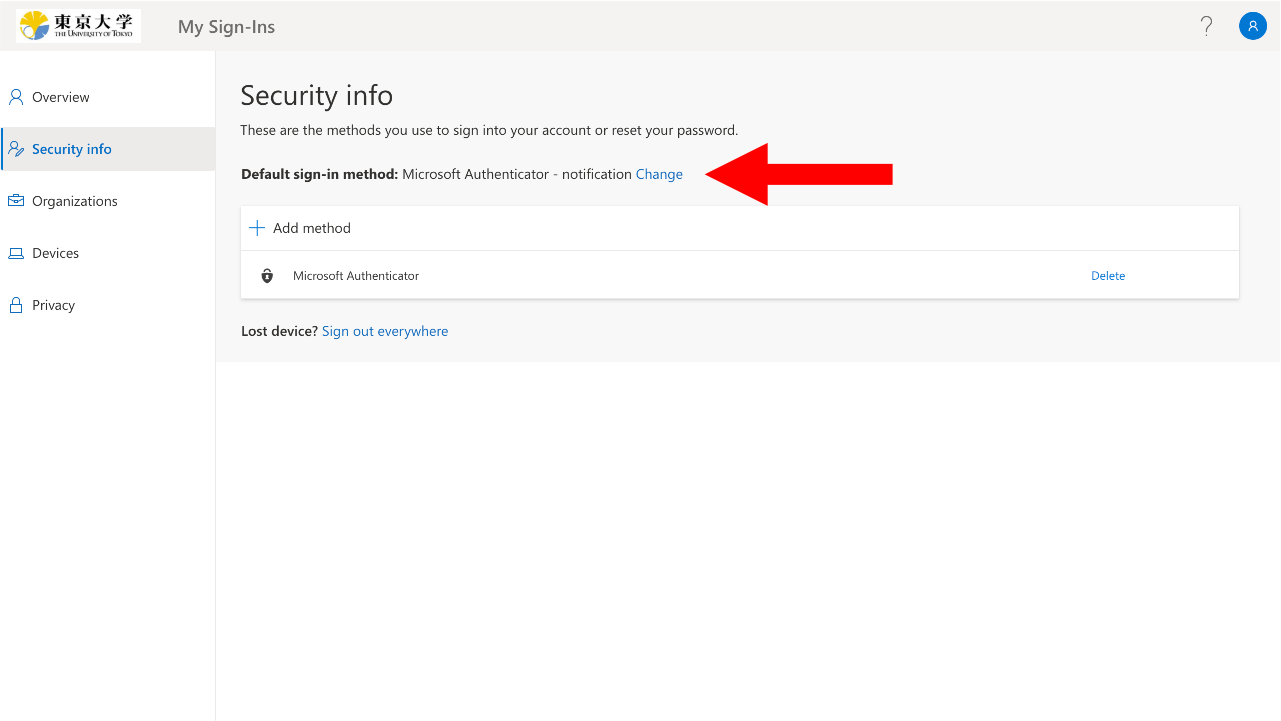 東京大学
THE UNIVERSITY OF TOKYO
My Sign-Ins
?
Overview
Security info
Organizations
Devices
Privacy
Security info
These are the methods you use to sign into your account or reset your password.
Default sign-in method: Microsoft Authenticator - notification Change
Add method
Microsoft Authenticator Delete
Lost device? Sign out everywhere